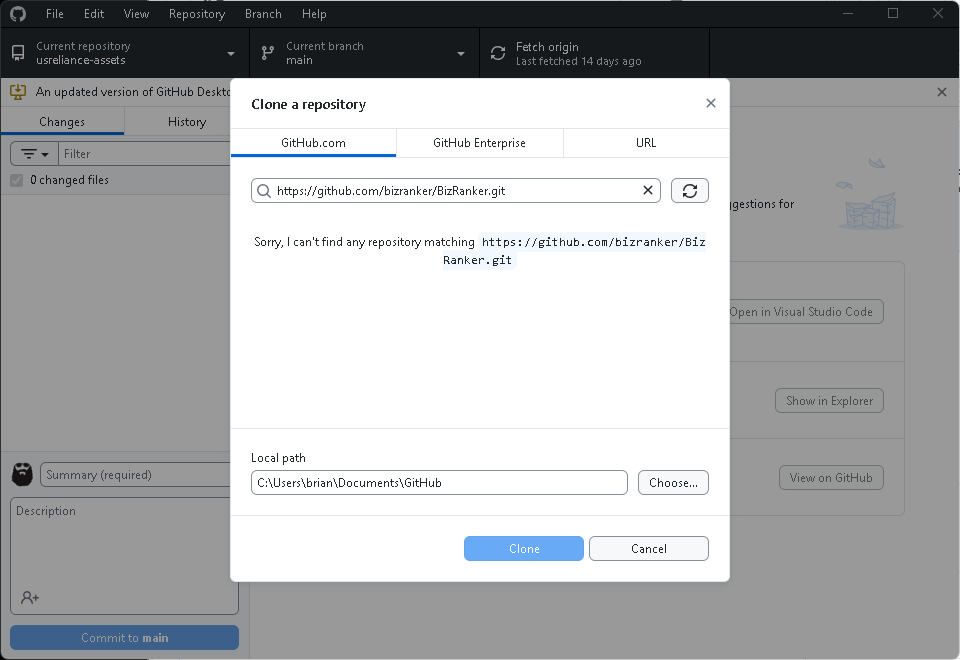 File Edit View Repository Branch Help
Current repository
usreliance-assets
Current branch
main
Fetch origin
Last fetched 14 days ago
An updated version of GitHub Deskto
Changes History
Filter
0 changed files
Clone a repository
GitHub.com GitHub Enterprise URL
https://github.com/bizranker/BizRanker.git
Sorry, I can't find any repository matching https://github.com/bizranker/Biz
Ranker.git
Local path
C:\Users\brian\Documents\GitHub Choose...
Clone Cancel
gestions for
Open in Visual Studio Code
Show in Explorer
View on GitHub
Summary (required)
Description
Commit to main